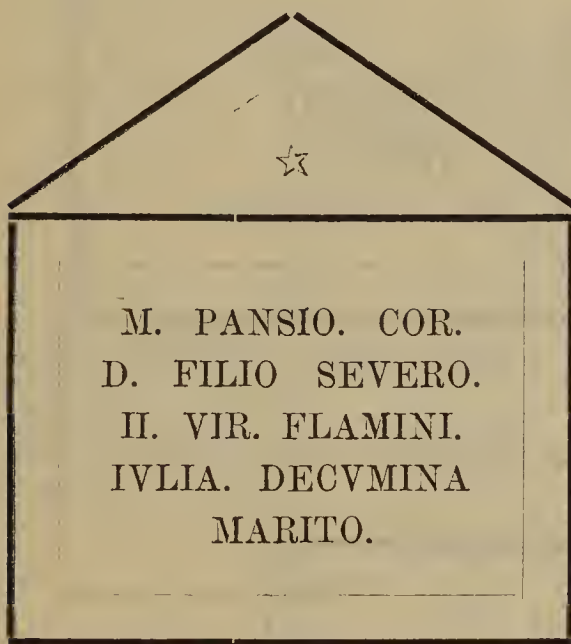 M. PANSIO. COR.
D. FILIO SEVERO.
II. VIR. FLAMINI.
IVLIA. DECVMINA
MARITO.